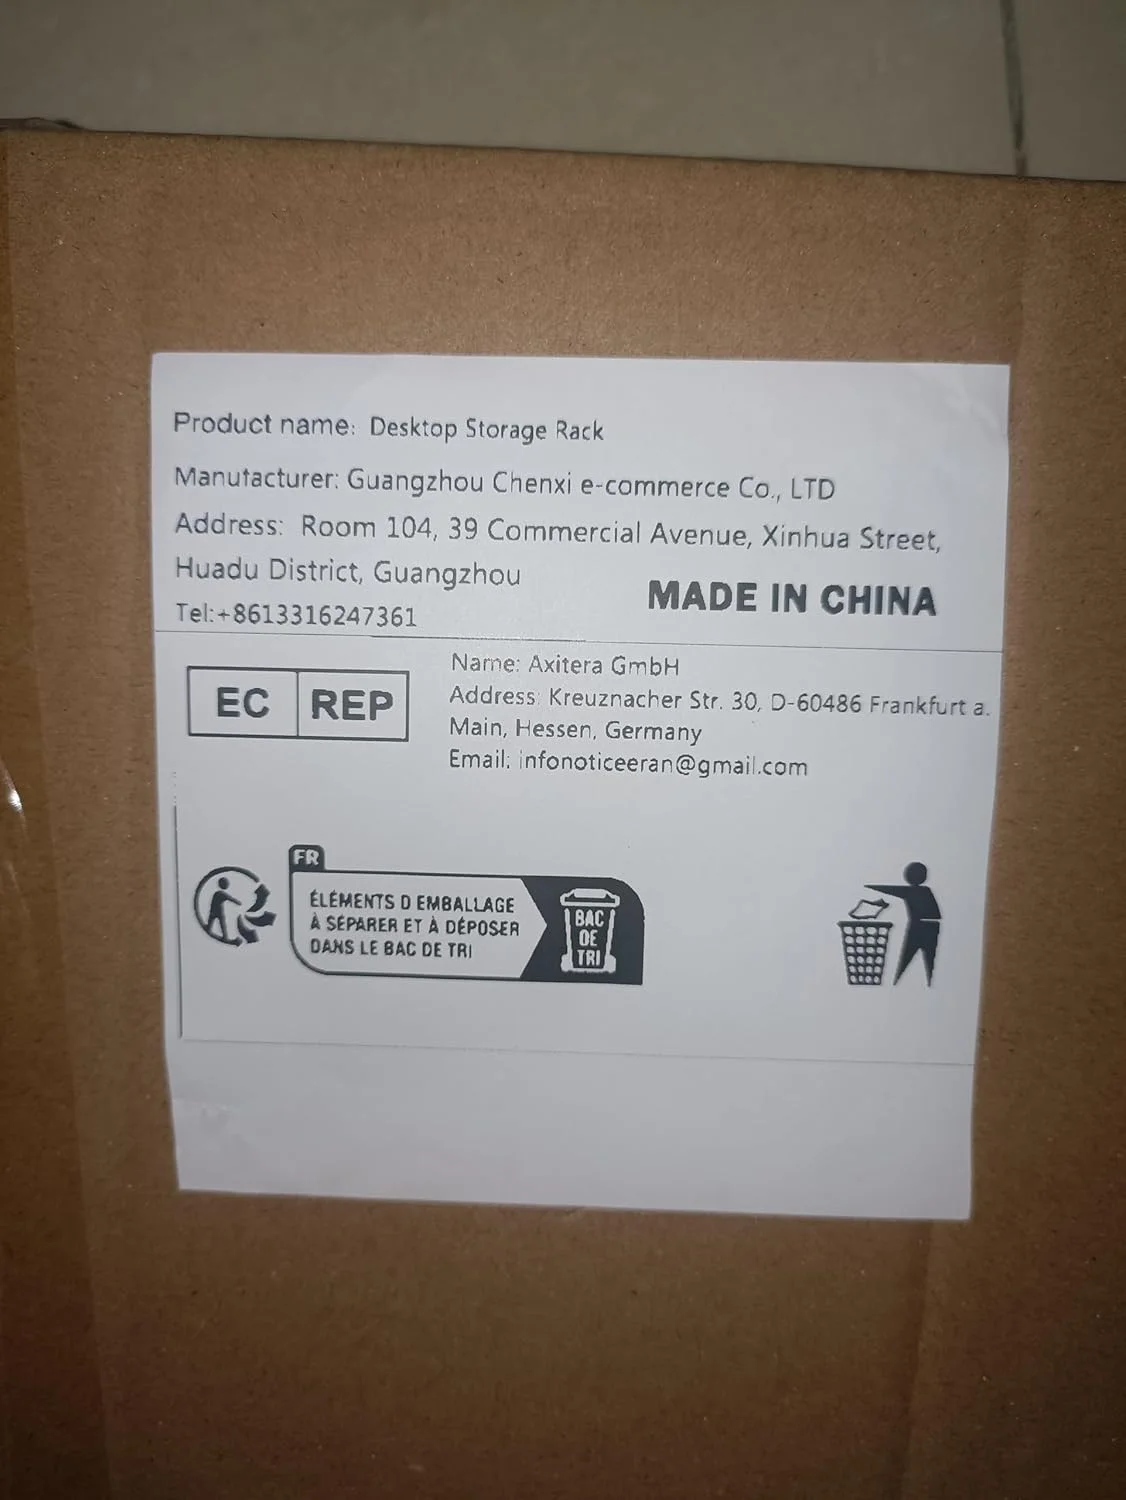 Product name: Desktop Storage Rack
Manufacturer: Guangzhou Chenxi e-commerce Co., LTD
Address: Room 104, 39 Commercial Avenue, Xinhua Street,
Huadu District, Guangzhou
MADE IN CHINA
Tel:+8613316247361
EC REP
Name: Axitera GmbH
Address: Kreuznacher Str. 30, D-60486 Frankfurt a.
Main, Hessen, Germany
Email: infonoticeeran@gmail.com
FR
ÉLÉMENTS D EMBALLAGE
À SÉPARER ET À DÉPOSER
DANS LE BAC DE TRI
BAC
DE
TRI